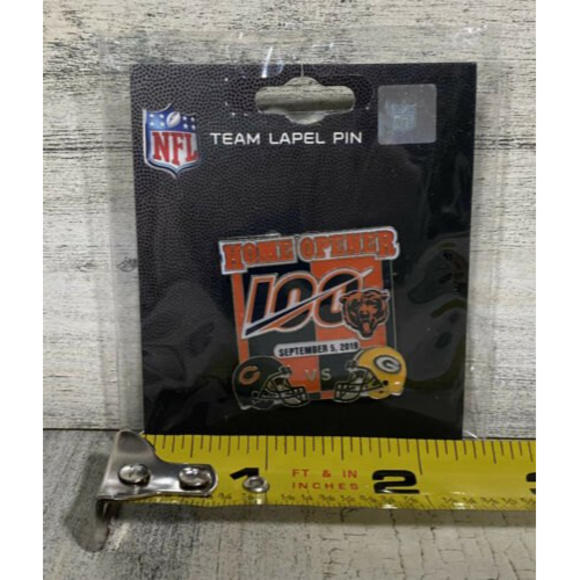 NFL
TEAM LAPEL PIN
HOME OPENER
100
SEPTEMBER 5, 2019
VS
C
G
1
FT & IN
INCHES
2